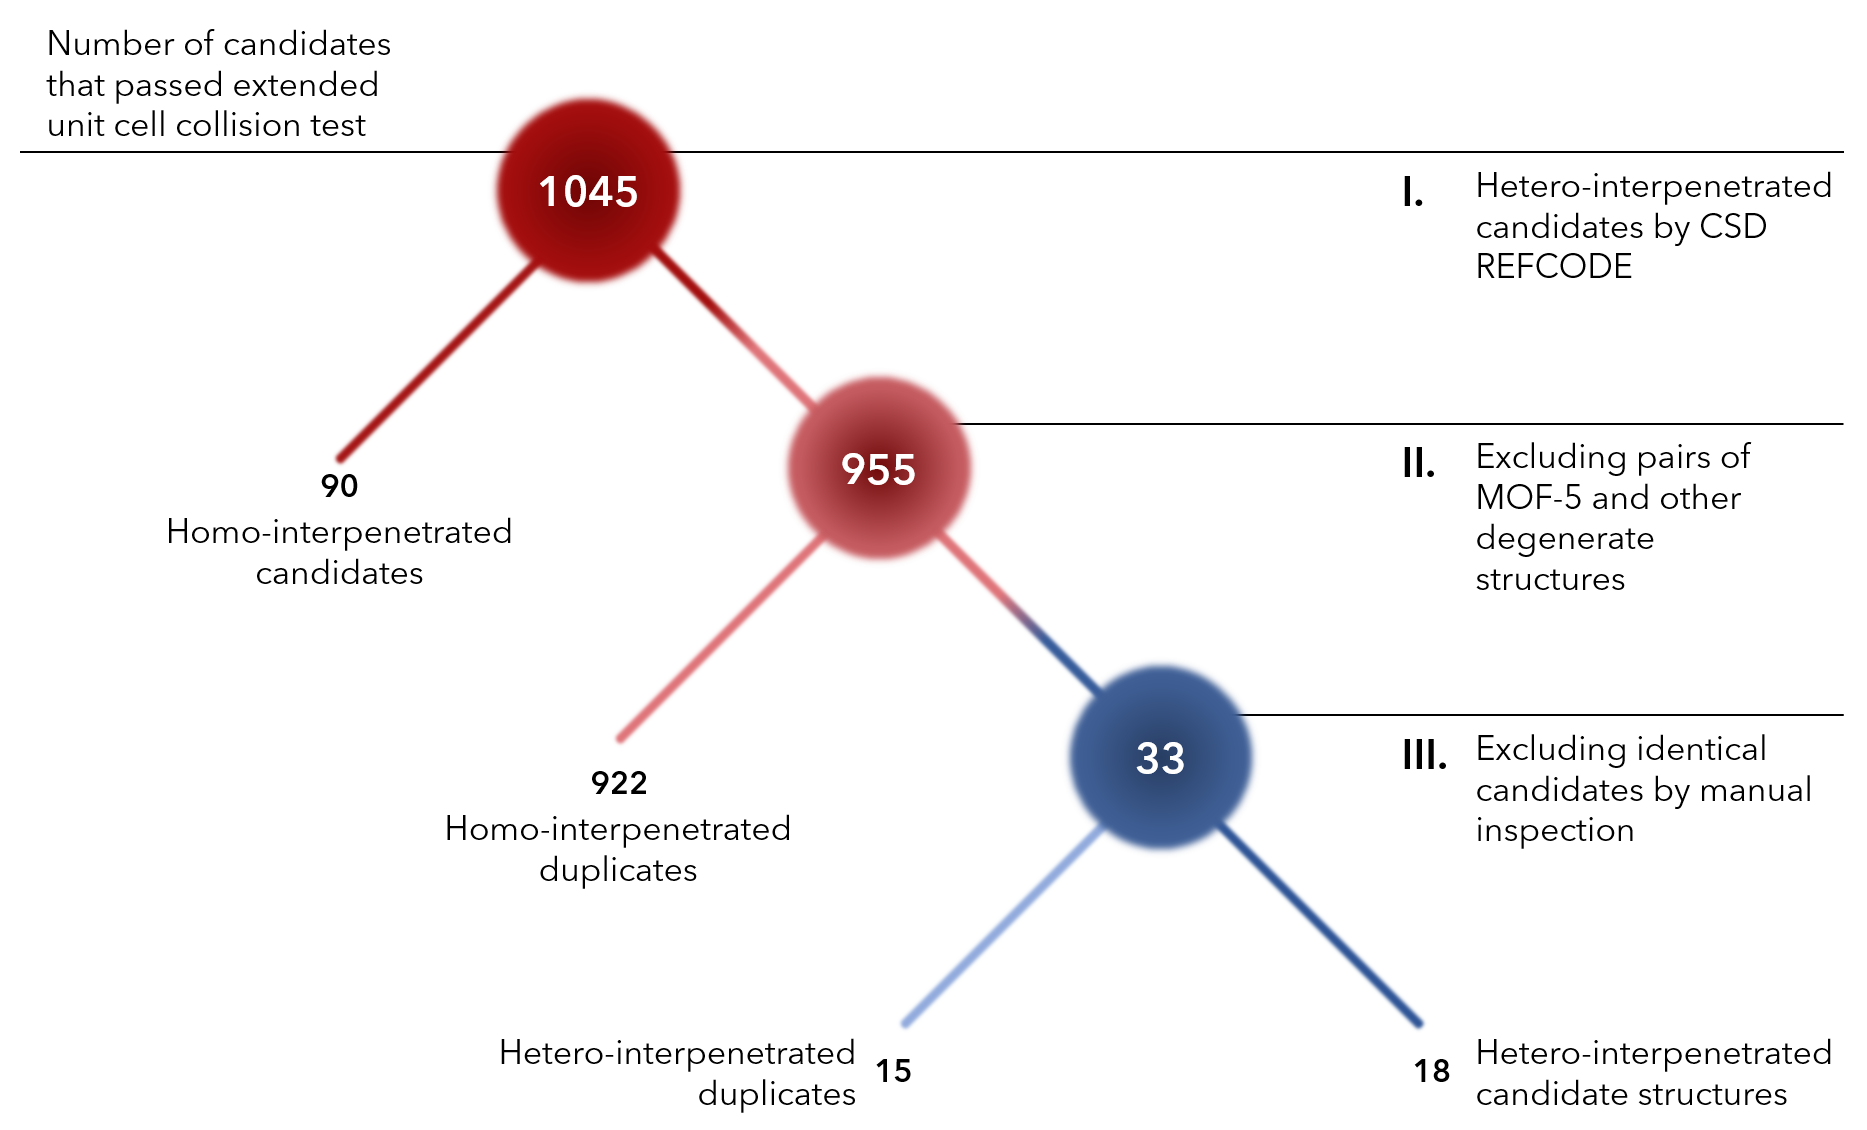 Number of candidates
that passed extended
unit cell collision test
1045
I.
Hetero-interpenetrated
candidates by CSD
REFCODE
90
Homo-interpenetrated
candidates
955
II.
Excluding pairs of
MOF-5 and other
degenerate
structures
922
Homo-interpenetrated
duplicates
33
III.
Excluding identical
candidates by manual
inspection
Hetero-interpenetrated
duplicates
15
18
Hetero-interpenetrated
candidate structures